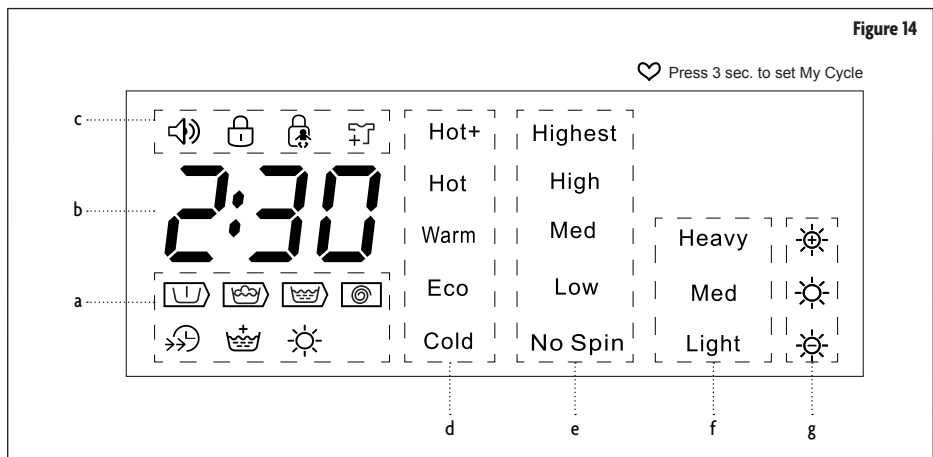 Figure 14
Press 3 sec. to set My Cycle
c
b
a
2:30
Hot+
Hot
Warm
Eco
Cold
Highest
High
Med
Low
No Spin
Heavy
Med
Light
d
e
f
g